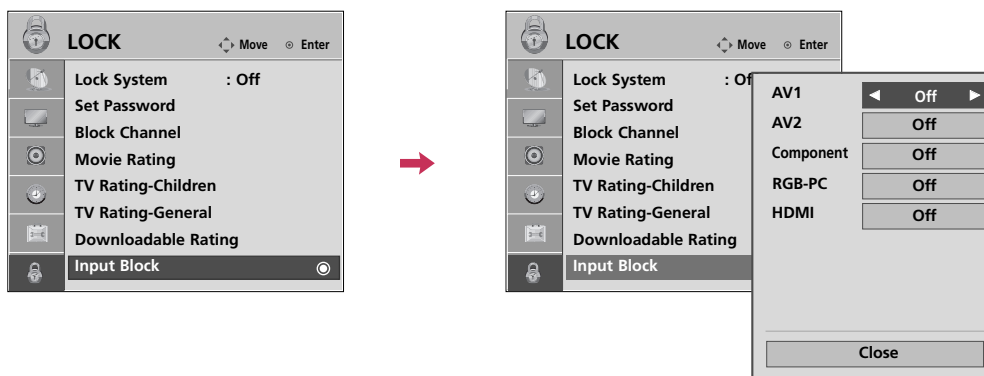 LOCK Move Enter
Lock System : Off
Set Password
Block Channel
Movie Rating
TV Rating-Children
TV Rating-General
Downloadable Rating
Input Block
LOCK Move Enter
Lock System : Of
Set Password
Block Channel
Movie Rating
TV Rating-Children
TV Rating-General
Downloadable Rating
Input Block
AV1 Off
AV2 Off
Component Off
RGB-PC Off
HDMI Off
Close